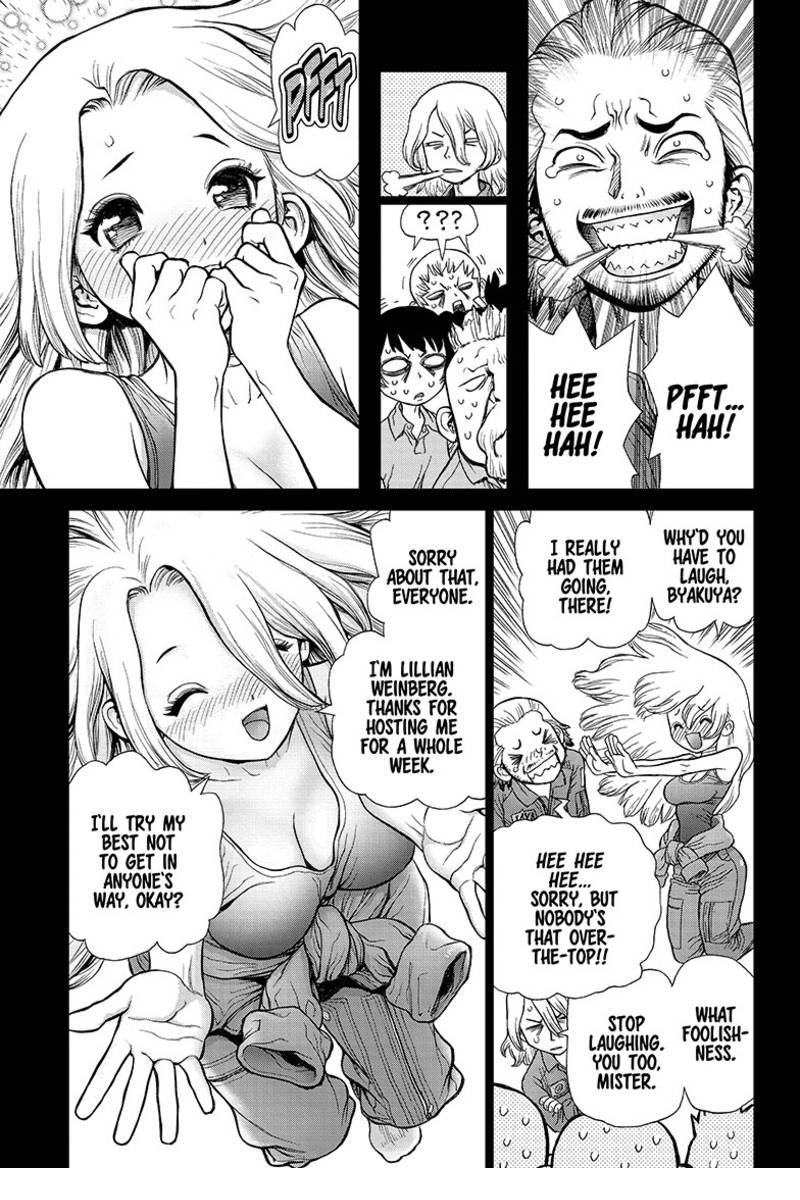 PFFT...
HAH!
HEE
HEE
HAH!
???
PFFT
WHY'D YOU
HAVE TO
LAUGH,
BYAKUYA?
I REALLY
HAD THEM
GOING,
THERE!
HEE HEE
HEE...
SORRY, BUT
NOBODY'S
THAT OVER-
THE-TOP!!
WHAT
FOOLISH-
NESS.
STOP
LAUGHING.
YOU TOO,
MISTER.
SORRY
ABOUT THAT,
EVERYONE.
I'M LILLIAN
WEINBERG.
THANKS FOR
HOSTING ME
FOR A WHOLE
WEEK.
I'LL TRY MY
BEST NOT
TO GET IN
ANYONE'S
WAY, OKAY?